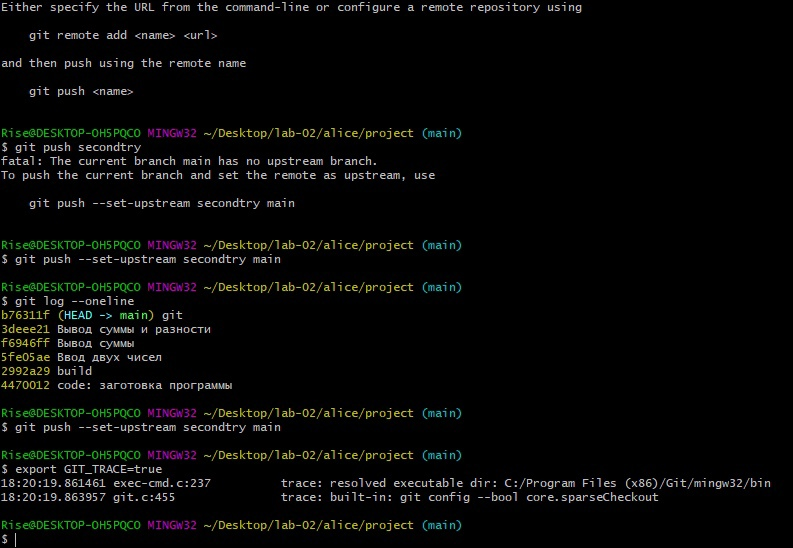 Either specify the URL from the command-line or configure a remote repository using
git remote add <name> <url>
and then push using the remote name
git push <name>
Rise@DESKTOP-OH5PQCO MINGW32 ~/Desktop/lab-02/alice/project (main)
$ git push secondtry
fatal: The current branch main has no upstream branch.
To push the current branch and set the remote as upstream, use
git push --set-upstream secondtry main
Rise@DESKTOP-OH5PQCO MINGW32 ~/Desktop/lab-02/alice/project (main)
$ git push --set-upstream secondtry main
Rise@DESKTOP-OH5PQCO MINGW32 ~/Desktop/lab-02/alice/project (main)
$ git log --oneline
b76311f (HEAD -> main) git
3deee21 Вывод суммы и разности
f6946ff Вывод суммы
5fe05ae Ввод двух чисел
2992a29 build
4470012 code: заготовка программы
Rise@DESKTOP-OH5PQCO MINGW32 ~/Desktop/lab-02/alice/project (main)
$ git push --set-upstream secondtry main
Rise@DESKTOP-OH5PQCO MINGW32 ~/Desktop/lab-02/alice/project (main)
$ export GIT_TRACE=true
18:20:19.861461 exec-cmd.c:237 trace: resolved executable dir: C:/Program Files (x86)/Git/mingw32/bin
18:20:19.863957 git.c:455 trace: built-in: git config --bool core.sparseCheckout
Rise@DESKTOP-OH5PQCO MINGW32 ~/Desktop/lab-02/alice/project (main)
$